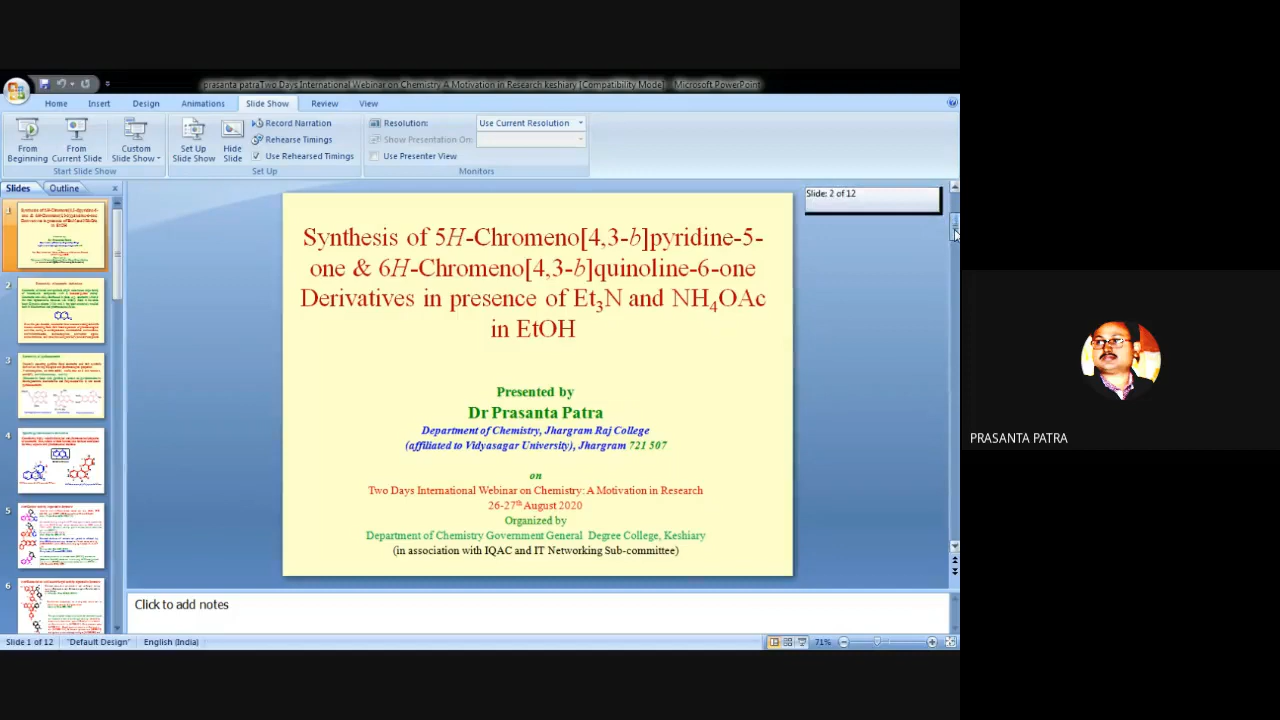 prasanta patraTwo Days International Webinar on Chemistry A Motivation in Research keshiary [Compatibility Mode] - Microsoft PowerPoint
Home Insert Design Animations Slide Show Review View
From Beginning
From Current Slide
Custom Slide Show
Start Slide Show
Set Up Slide Show
Hide Slide
Record Narration
Rehearse Timings
Use Rehearsed Timings
Set Up
Resolution: Use Current Resolution
Show Presentation On:
Use Presenter View
Monitors
Slides Outline
1
2
3
4
5
6
Slide: 2 of 12
Synthesis of 5H-Chromeno[4,3-b]pyridine-5-
one & 6H-Chromeno[4,3-b]quinoline-6-one
Derivatives in presence of Et₃N and NH₄OAc
in EtOH
Presented by
Dr Prasanta Patra
Department of Chemistry, Jhargram Raj College
(affiliated to Vidyasagar University), Jhargram 721 507
on
Two Days International Webinar on Chemistry: A Motivation in Research
26-27th August 2020
Organized by
Department of Chemistry Government General Degree College, Keshiary
(in association with IQAC and IT Networking Sub-committee)
Click to add notes
Slide 1 of 12 "Default Design" English (India) 71%
PRASANTA PATRA